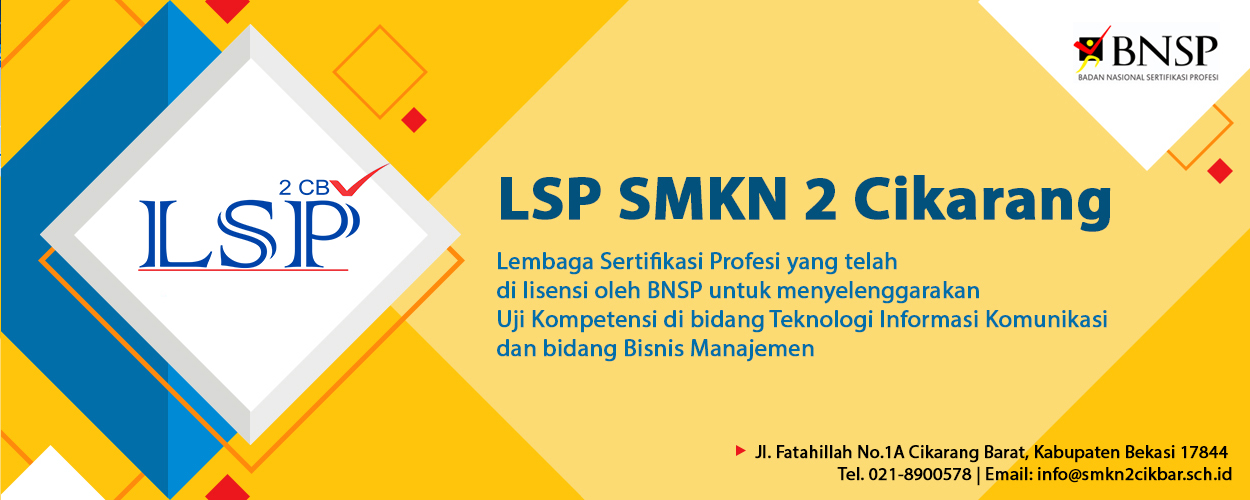 BNSP
BADAN NASIONAL SERTIFIKASI PROFESI
2 CB
LSP
LSP SMKN 2 Cikarang
Lembaga Sertifikasi Profesi yang telah
di lisensi oleh BNSP untuk menyelenggarakan
Uji Kompetensi di bidang Teknologi Informasi Komunikasi
dan bidang Bisnis Manajemen
Jl. Fatahillah No.1A Cikarang Barat, Kabupaten Bekasi 17844
Tel. 021-8900578 | Email: info@smkn2cikbar.sch.id